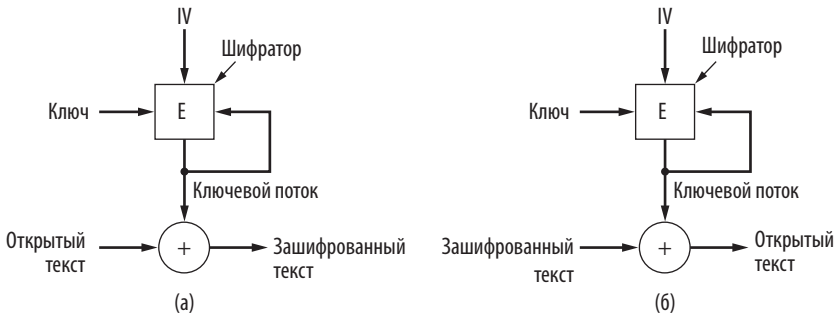 IV
Шифратор
Ключ
E
Ключевой поток
Открытый
текст
+
Зашифрованный
текст
(а)
IV
Шифратор
Ключ
E
Ключевой поток
Зашифрованный
текст
+
Открытый
текст
(б)